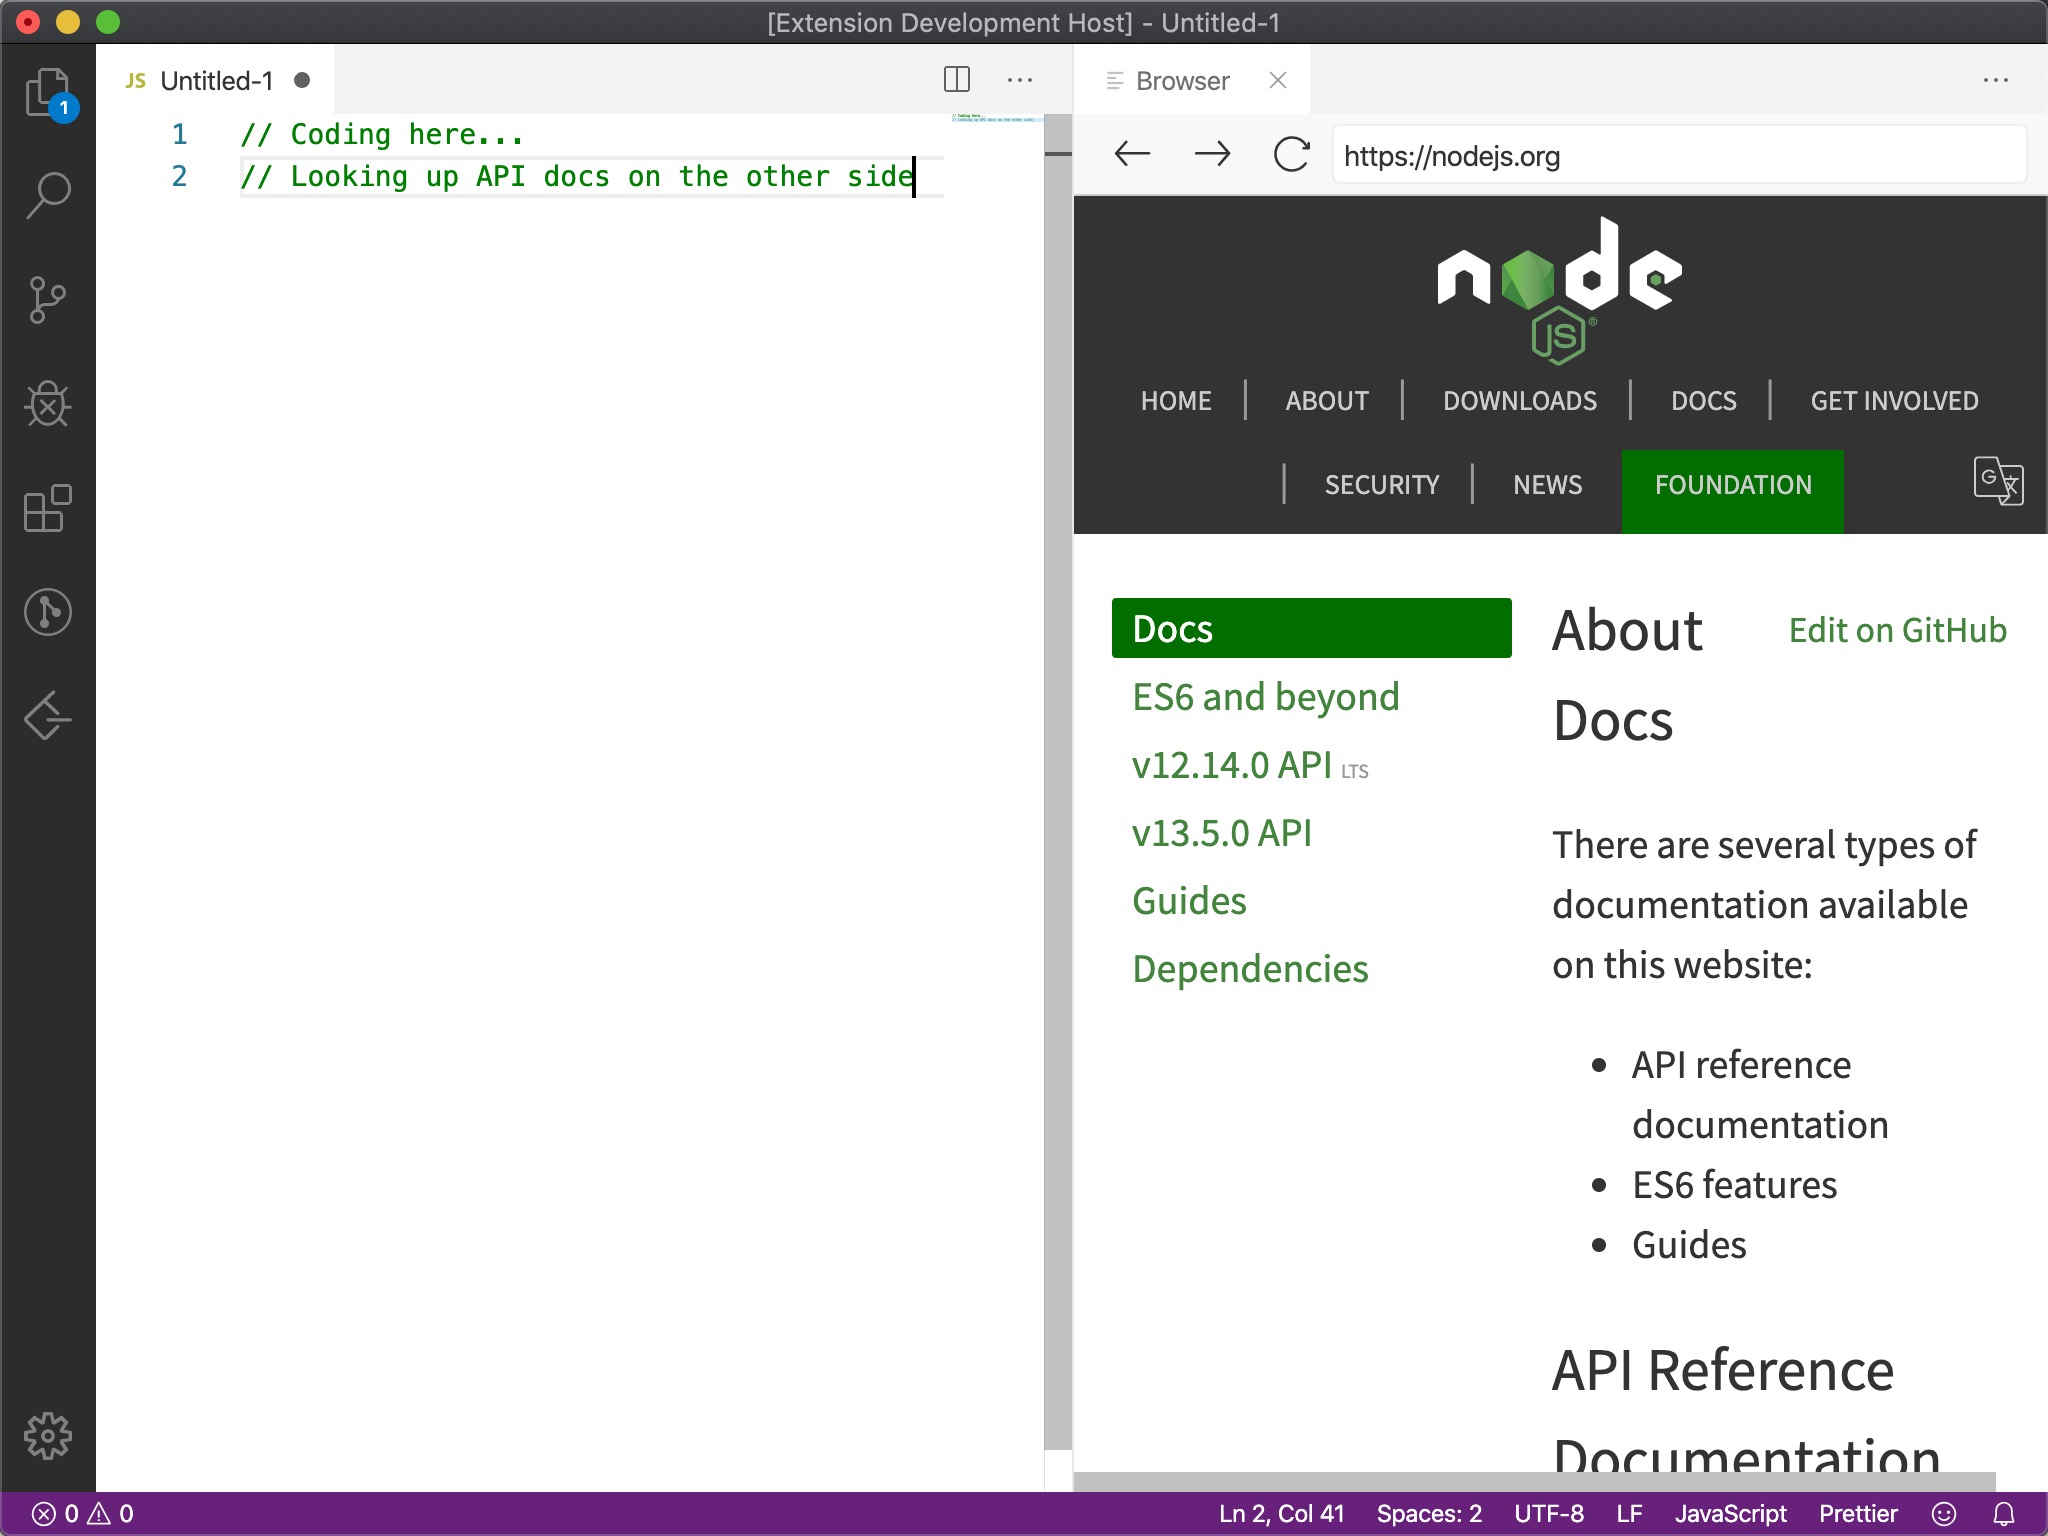 [Extension Development Host] - Untitled-1
1
JS Untitled-1
Browser
1 // Coding here...
2 // Looking up API docs on the other side
https://nodejs.org
node
JS ®
HOME | ABOUT | DOWNLOADS | DOCS | GET INVOLVED
| SECURITY | NEWS FOUNDATION
G 文
Docs
ES6 and beyond
v12.14.0 API LTS
v13.5.0 API
Guides
Dependencies
About
Docs
Edit on GitHub
There are several types of
documentation available
on this website:
• API reference
documentation
• ES6 features
• Guides
API Reference
Documentation
0 0
Ln 2, Col 41 Spaces: 2 UTF-8 LF JavaScript Prettier